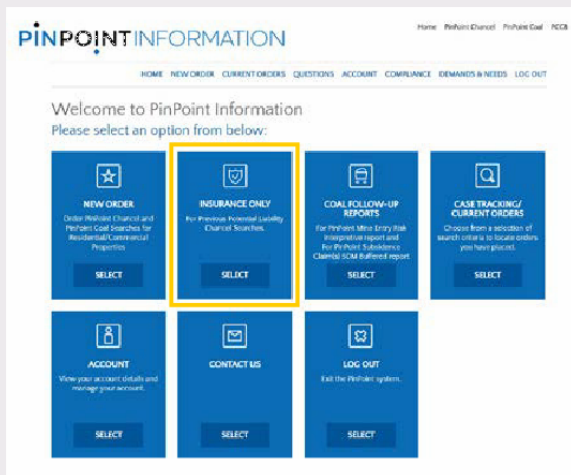 PINPOINT INFORMATION
Home PinPoint Chancel PinPoint Coal PCCB
HOME NEW ORDER CURRENT ORDERS QUESTIONS ACCOUNT COMPLIANCE DEMANDS & NEEDS LOG OUT
Welcome to PinPoint Information
Please select an option from below:
NEW ORDER
Order PinPoint Chancel and
PinPoint Coal Searches for
Residential/Commercial
Properties
SELECT
INSURANCE ONLY
For Previous Potential Liability
Chancel Searches.
SELECT
COAL FOLLOW-UP
REPORTS
For PinPoint Mine Entry Risk
Interpretive report and
For PinPoint Subsidence
Claim(s) 50M Buffered report
SELECT
CASE TRACKING/
CURRENT ORDERS
Choose from a selection of
search criteria to locate orders
you have placed.
SELECT
ACCOUNT
View your account details and
manage your account.
SELECT
CONTACT US
SELECT
LOG OUT
Exit the PinPoint system.
SELECT